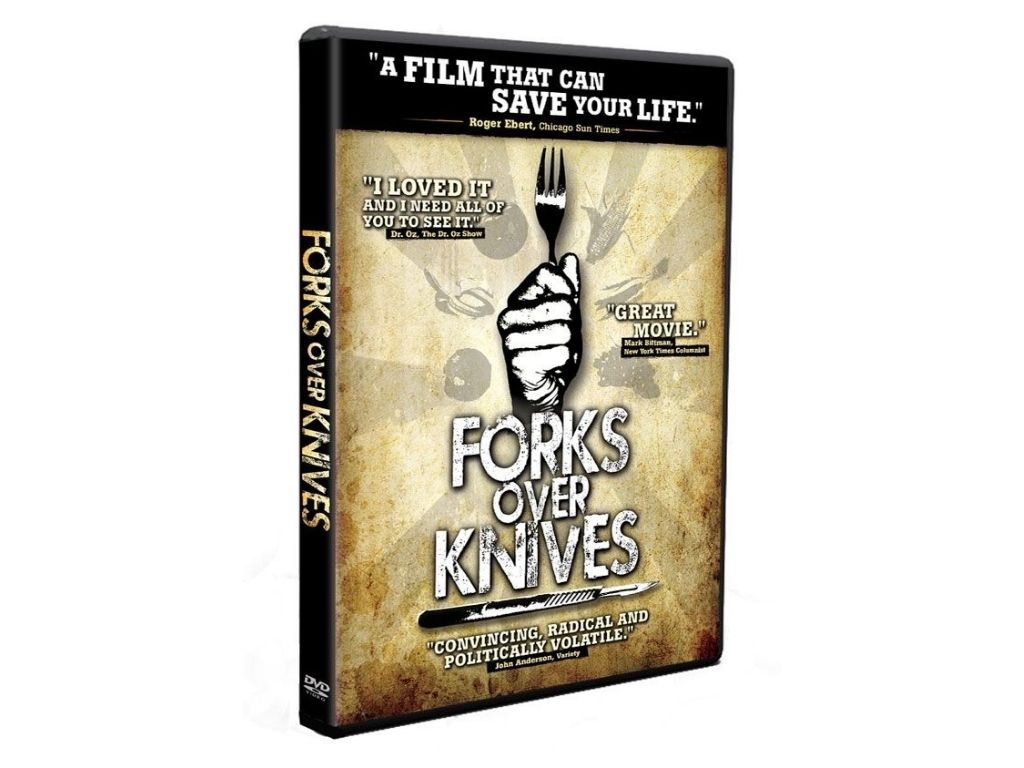 "A FILM THAT CAN
SAVE YOUR LIFE."
Roger Ebert, Chicago Sun Times
"I LOVED IT
AND I NEED ALL OF
YOU TO SEE IT."
Dr. Oz, The Dr. Oz Show
"GREAT
MOVIE."
Mark Bittman,
New York Times Columnist
FORKS
OVER
KNIVES
"CONVINCING, RADICAL AND
POLITICALLY VOLATILE."
John Anderson, Variety
FORKS OVER KNIVES
DVD
VIDEO